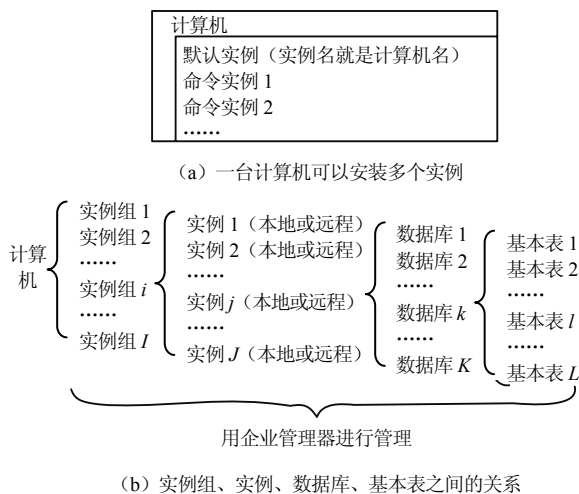 计算机
默认实例（实例名就是计算机名）
命令实例 1
命令实例 2
……
（a）一台计算机可以安装多个实例
计算机
实例组 1
实例组 2
……
实例组 i
……
实例组 I
实例 1（本地或远程）
实例 2（本地或远程）
……
实例 j（本地或远程）
……
实例 J（本地或远程）
数据库 1
数据库 2
……
数据库 k
……
数据库 K
基本表 1
基本表 2
……
基本表 l
……
基本表 L
用企业管理器进行管理
（b）实例组、实例、数据库、基本表之间的关系